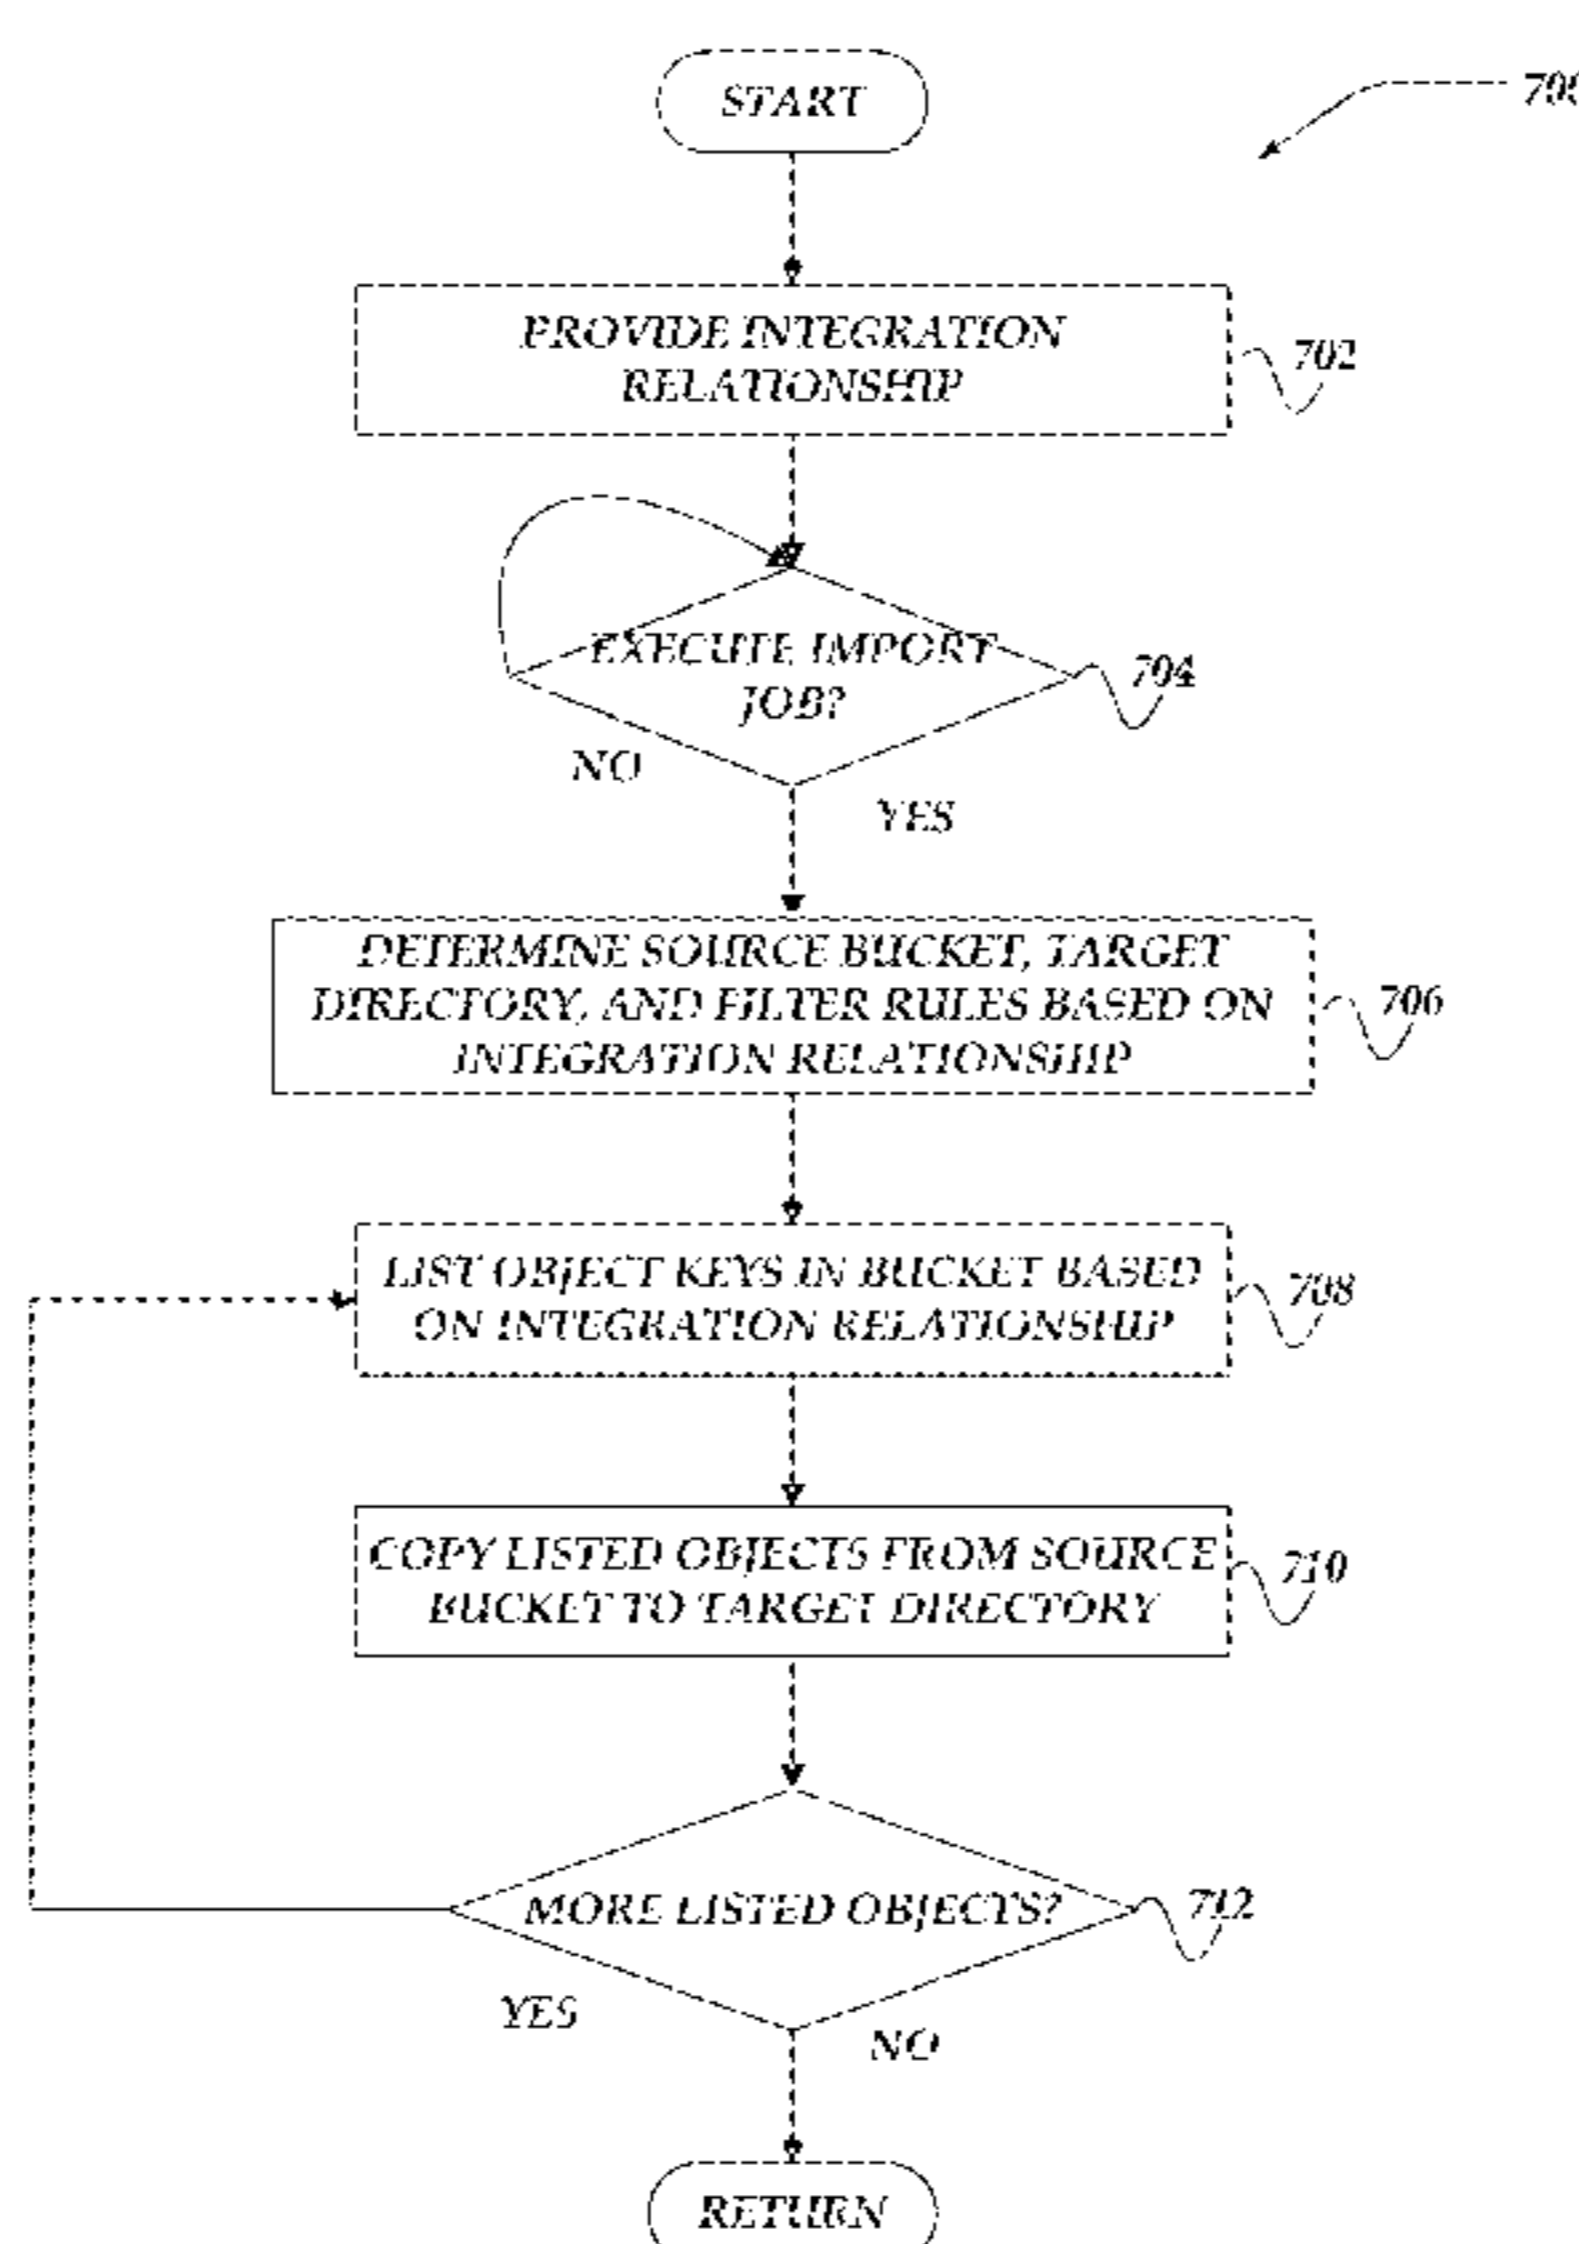 START
700
PROVIDE INTEGRATION
RELATIONSHIP
702
EXECUTE IMPORT
JOB?
704
NO
YES
DETERMINE SOURCE BUCKET, TARGET
DIRECTORY, AND FILTER RULES BASED ON
INTEGRATION RELATIONSHIP
706
LIST OBJECT KEYS IN BUCKET BASED
ON INTEGRATION RELATIONSHIP
708
COPY LISTED OBJECTS FROM SOURCE
BUCKET TO TARGET DIRECTORY
710
MORE LISTED OBJECTS?
712
YES
NO
RETURN